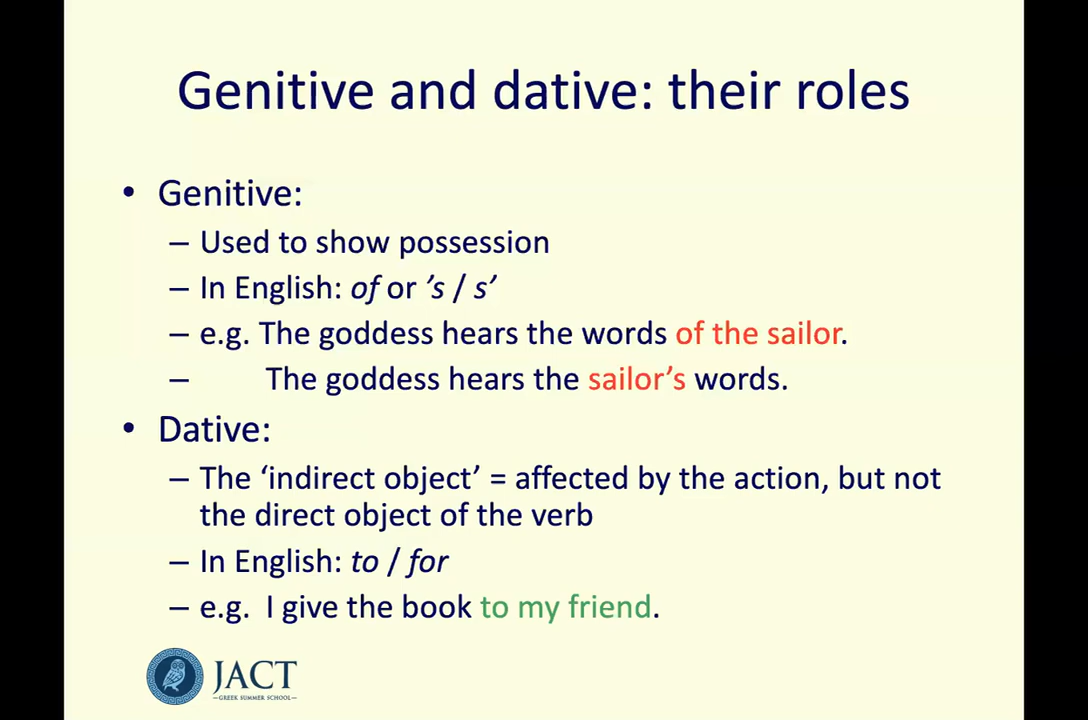 Genitive and dative: their roles
• Genitive:
– Used to show possession
– In English: of or ’s / s’
– e.g. The goddess hears the words of the sailor.
– The goddess hears the sailor’s words.
• Dative:
– The ‘indirect object’ = affected by the action, but not
the direct object of the verb
– In English: to / for
– e.g. I give the book to my friend.
JACT
—GREEK SUMMER SCHOOL—